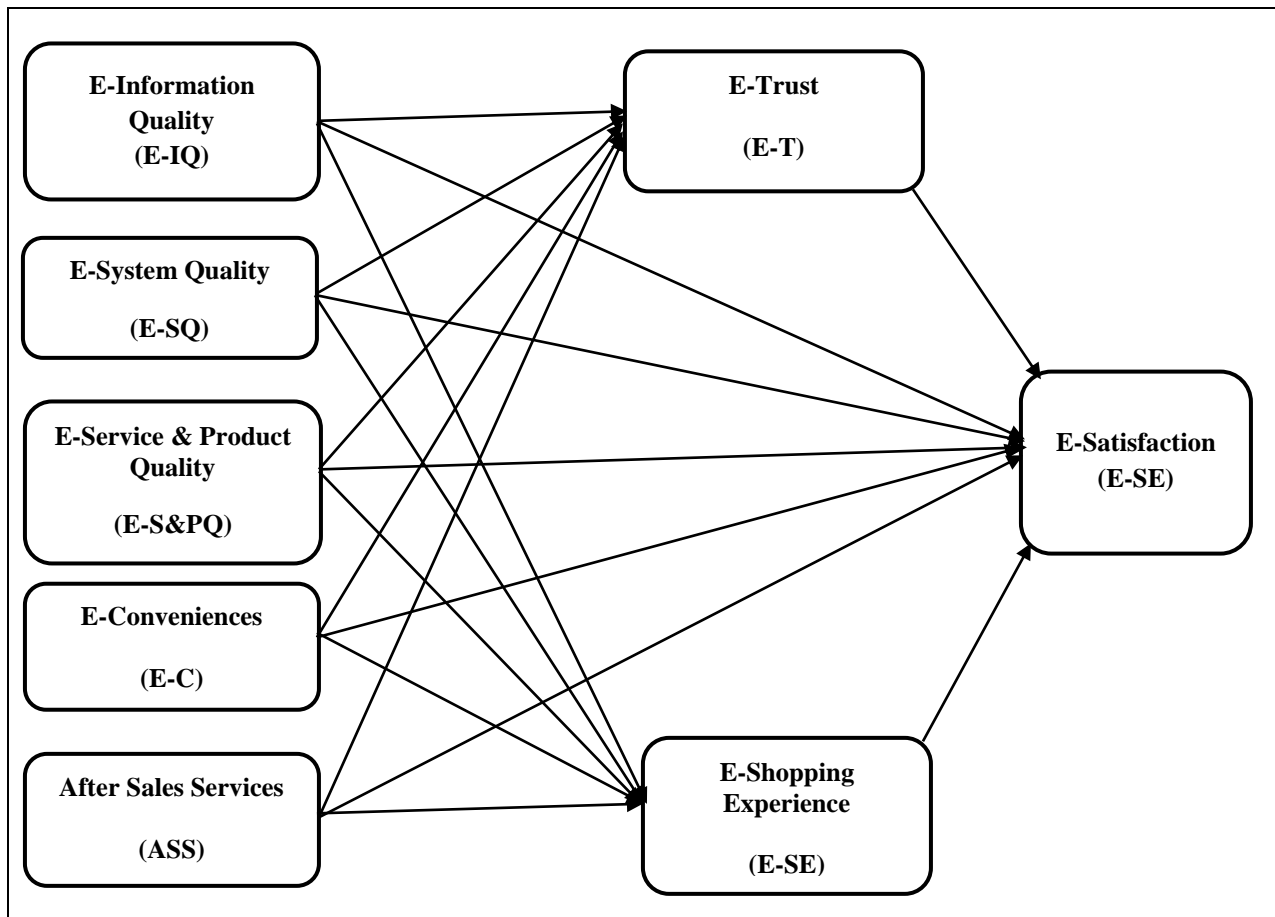 E-Information
Quality
(E-IQ)
E-System Quality
(E-SQ)
E-Service & Product
Quality
(E-S&PQ)
E-Conveniences
(E-C)
After Sales Services
(ASS)
E-Trust
(E-T)
E-Shopping
Experience
(E-SE)
E-Satisfaction
(E-SE)